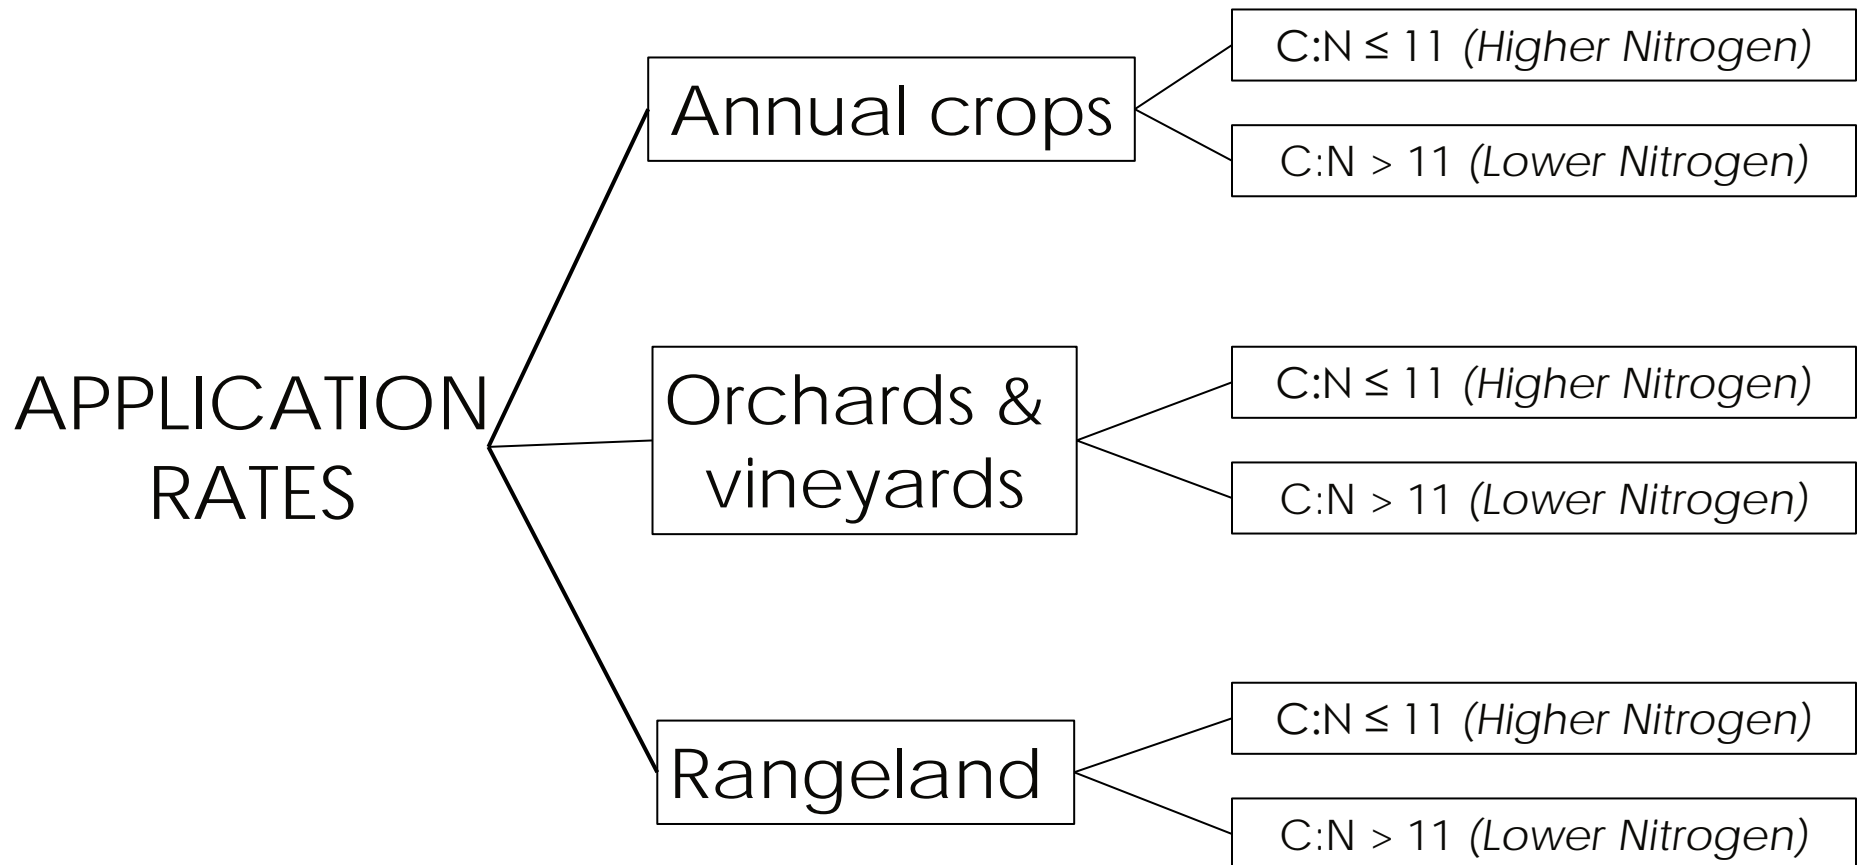 APPLICATION
RATES
Annual crops
C:N ≤ 11 (Higher Nitrogen)
C:N > 11 (Lower Nitrogen)
Orchards &
vineyards
C:N ≤ 11 (Higher Nitrogen)
C:N > 11 (Lower Nitrogen)
Rangeland
C:N ≤ 11 (Higher Nitrogen)
C:N > 11 (Lower Nitrogen)